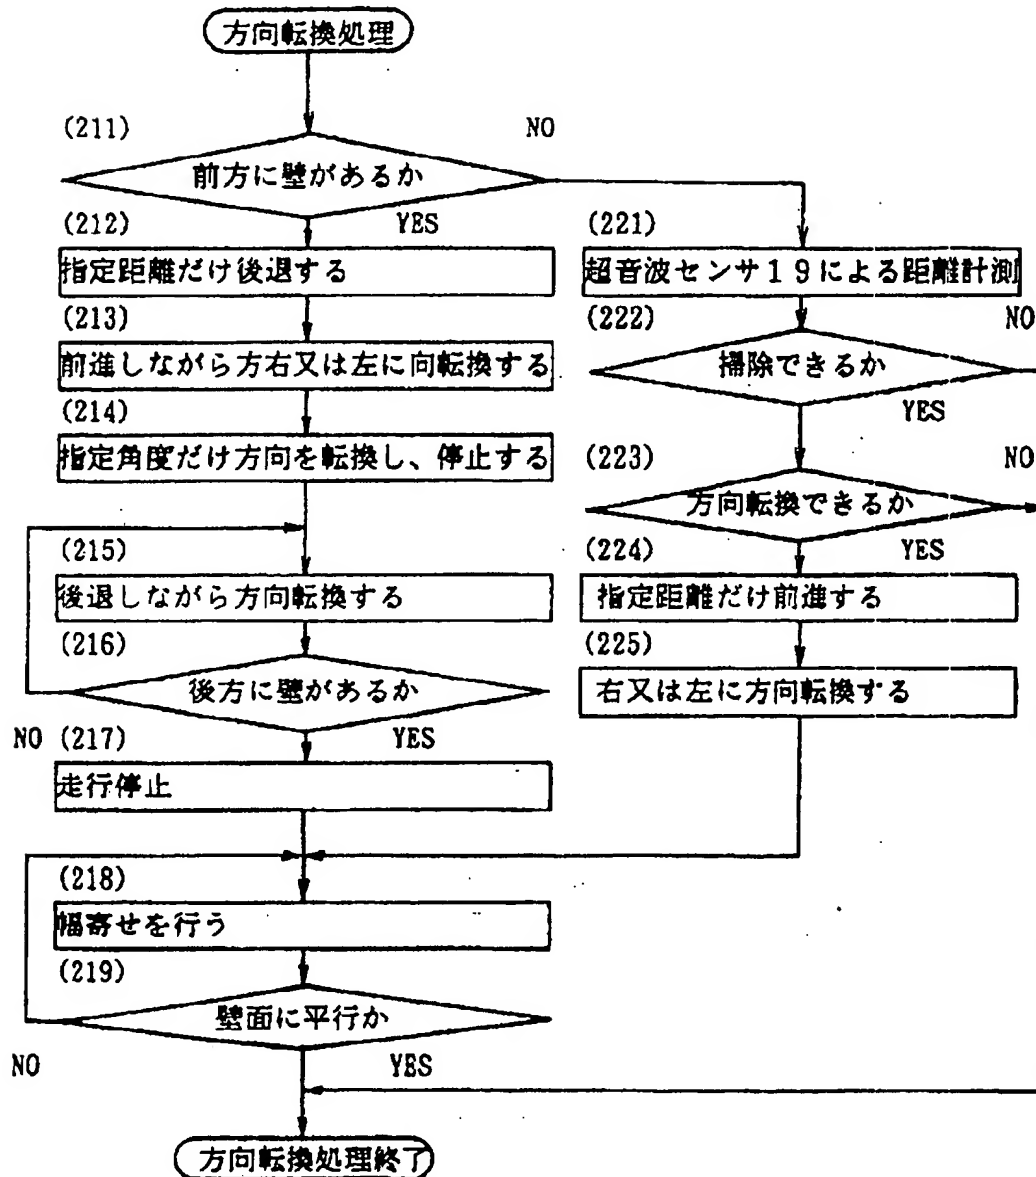 方向転換処理
(211)
NO
前方に壁があるか
(212)
YES
指定距離だけ後退する
(213)
前進しながら方右又は左に向転換する
(214)
指定角度だけ方向を転換し、停止する
(215)
後退しながら方向転換する
(216)
後方に壁があるか
NO
(217)
YES
走行停止
(221)
超音波センサ19による距離計測
(222)
NO
掃除できるか
YES
(223)
NO
方向転換できるか
(224)
YES
指定距離だけ前進する
(225)
右又は左に方向転換する
(218)
幅寄せを行う
(219)
壁面に平行か
NO
YES
方向転換処理終了